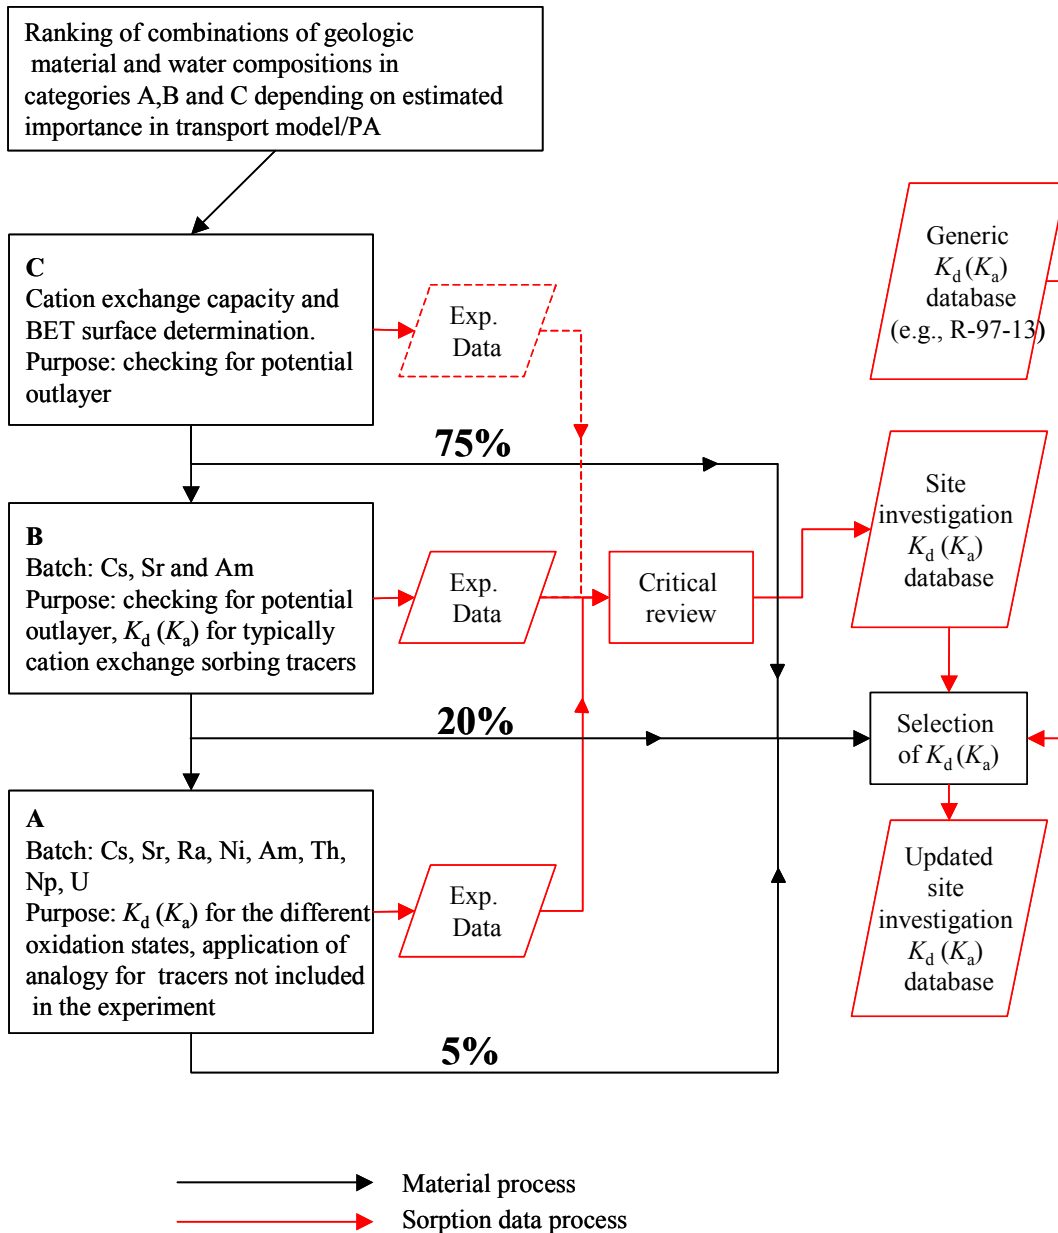 Ranking of combinations of geologic
material and water compositions in
categories A,B and C depending on estimated
importance in transport model/PA
C
Cation exchange capacity and
BET surface determination.
Purpose: checking for potential
outlayer
Exp.
Data
Generic
Kd (Ka)
database
(e.g., R-97-13)
75%
B
Batch: Cs, Sr and Am
Purpose: checking for potential
outlayer, Kd (Ka) for typically
cation exchange sorbing tracers
Exp.
Data
Critical
review
Site
investigation
Kd (Ka)
database
20%
Selection
of Kd (Ka)
A
Batch: Cs, Sr, Ra, Ni, Am, Th,
Np, U
Purpose: Kd (Ka) for the different
oxidation states, application of
analogy for tracers not included
in the experiment
Exp.
Data
Updated
site
investigation
Kd (Ka)
database
5%
Material process
Sorption data process